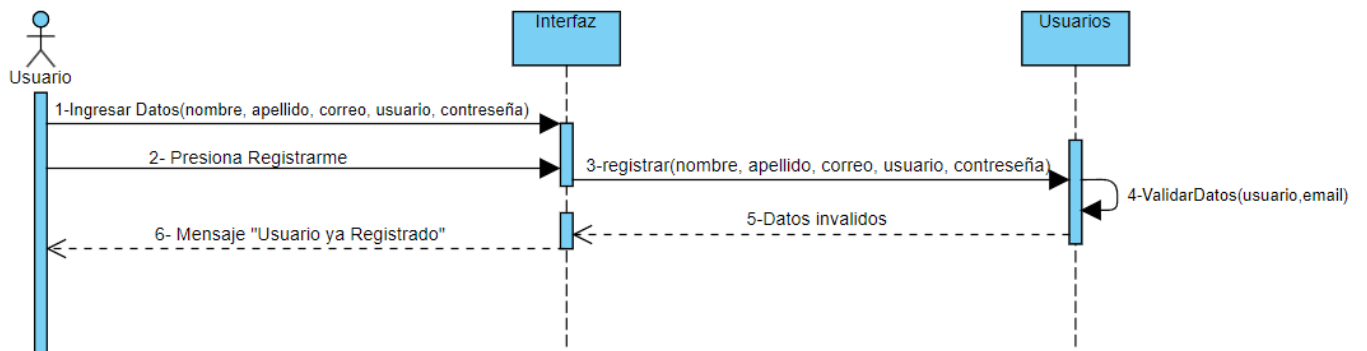 Interfaz
Usuarios
Usuario
1-Ingresar Datos(nombre, apellido, correo, usuario, contreseña)
2- Presiona Registrarme
3-registrar(nombre, apellido, correo, usuario, contreseña)
4-ValidarDatos(usuario,email)
5-Datos invalidos
6- Mensaje "Usuario ya Registrado"